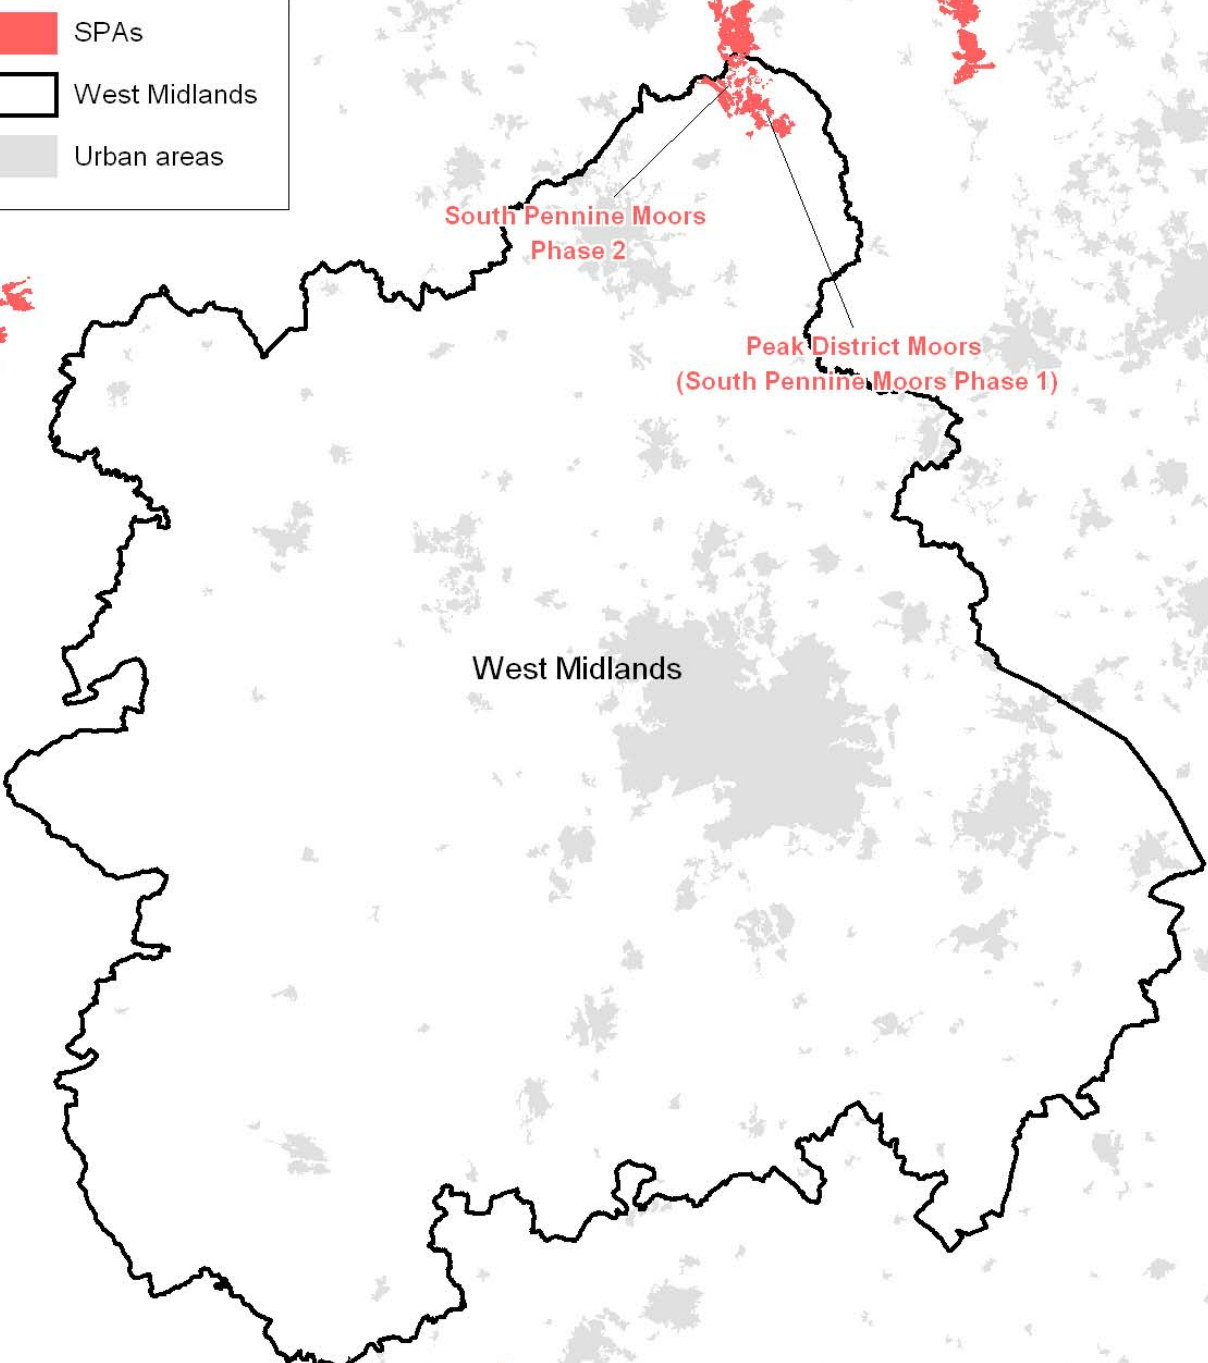 SPAs
West Midlands
Urban areas
South Pennine Moors
Phase 2
Peak District Moors
(South Pennine Moors Phase 1)
West Midlands